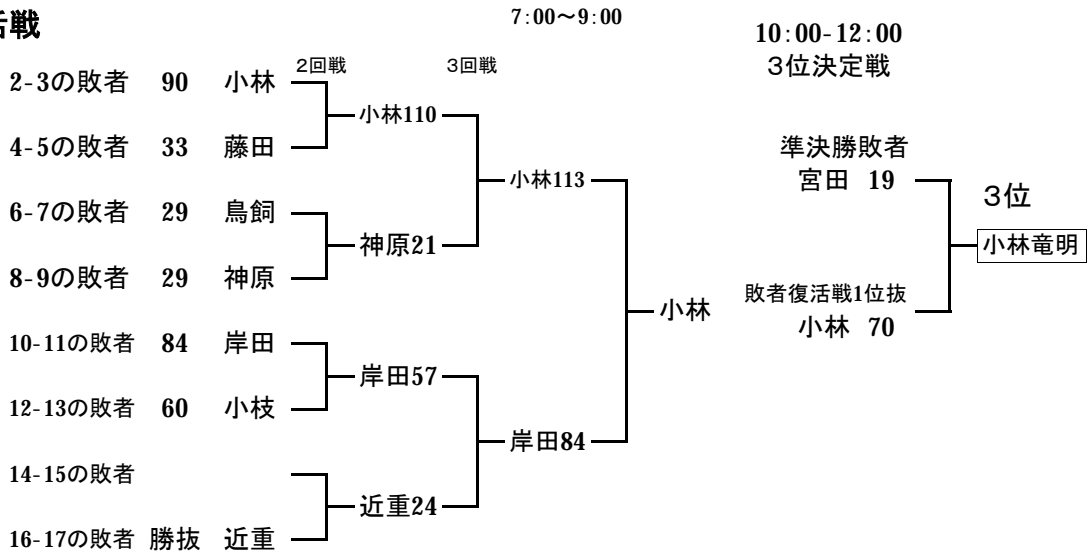 活戦
7:00～9:00
10:00-12:00
3位決定戦
2回戦
3回戦
2-3の敗者 90 小林
小林110
4-5の敗者 33 藤田
小林113
6-7の敗者 29 鳥飼
神原21
8-9の敗者 29 神原
小林
10-11の敗者 84 岸田
岸田57
12-13の敗者 60 小枝
岸田84
14-15の敗者
近重24
16-17の敗者 勝抜 近重
準決勝敗者
宮田 19
3位
小林竜明
敗者復活戦1位抜
小林 70